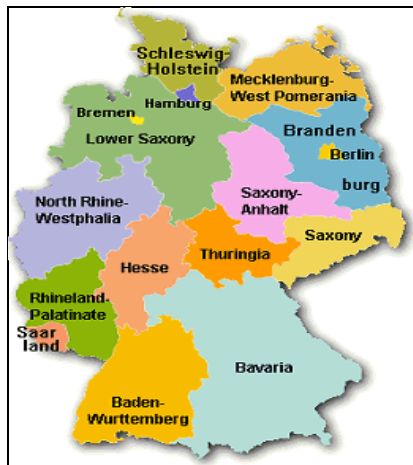 Schleswig-
Holstein
Mecklenburg-
West Pomerania
Hamburg
Bremen
Lower Saxony
Branden
burg
Berlin
North Rhine-
Westphalia
Saxony-
Anhalt
Saxony
Thuringia
Hesse
Rhineland-
Palatinate
Saar
land
Bavaria
Baden-
Wurttemberg